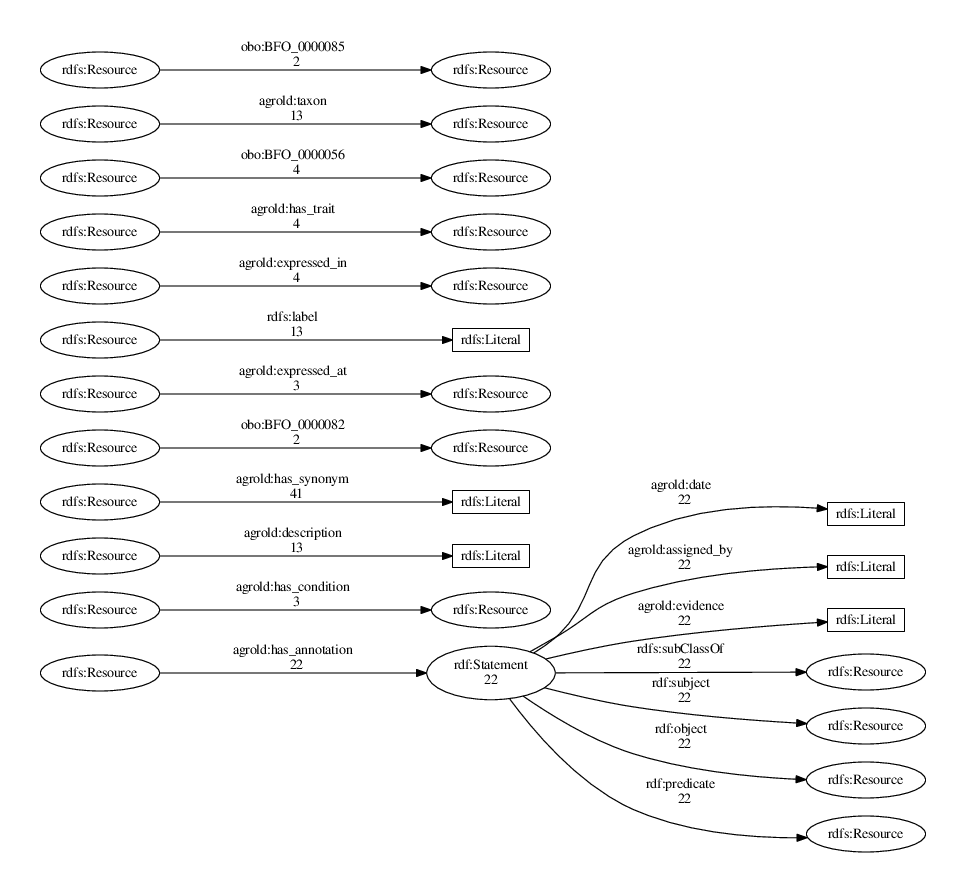 obo:BFO_0000085
2
rdfs:Resource
rdfs:Resource
agrold:taxon
13
rdfs:Resource
rdfs:Resource
obo:BFO_0000056
4
rdfs:Resource
rdfs:Resource
agrold:has_trait
4
rdfs:Resource
rdfs:Resource
agrold:expressed_in
4
rdfs:Resource
rdfs:Resource
rdfs:label
13
rdfs:Resource
rdfs:Literal
agrold:expressed_at
3
rdfs:Resource
rdfs:Resource
obo:BFO_0000082
2
rdfs:Resource
rdfs:Resource
agrold:has_synonym
41
rdfs:Resource
rdfs:Literal
agrold:description
13
rdfs:Resource
rdfs:Literal
agrold:has_condition
3
rdfs:Resource
rdfs:Resource
agrold:has_annotation
22
rdfs:Resource
rdf:Statement
22
agrold:date
22
rdfs:Literal
agrold:assigned_by
22
rdfs:Literal
agrold:evidence
22
rdfs:Literal
rdfs:subClassOf
22
rdfs:Resource
rdf:subject
22
rdfs:Resource
rdf:object
22
rdfs:Resource
rdf:predicate
22
rdfs:Resource